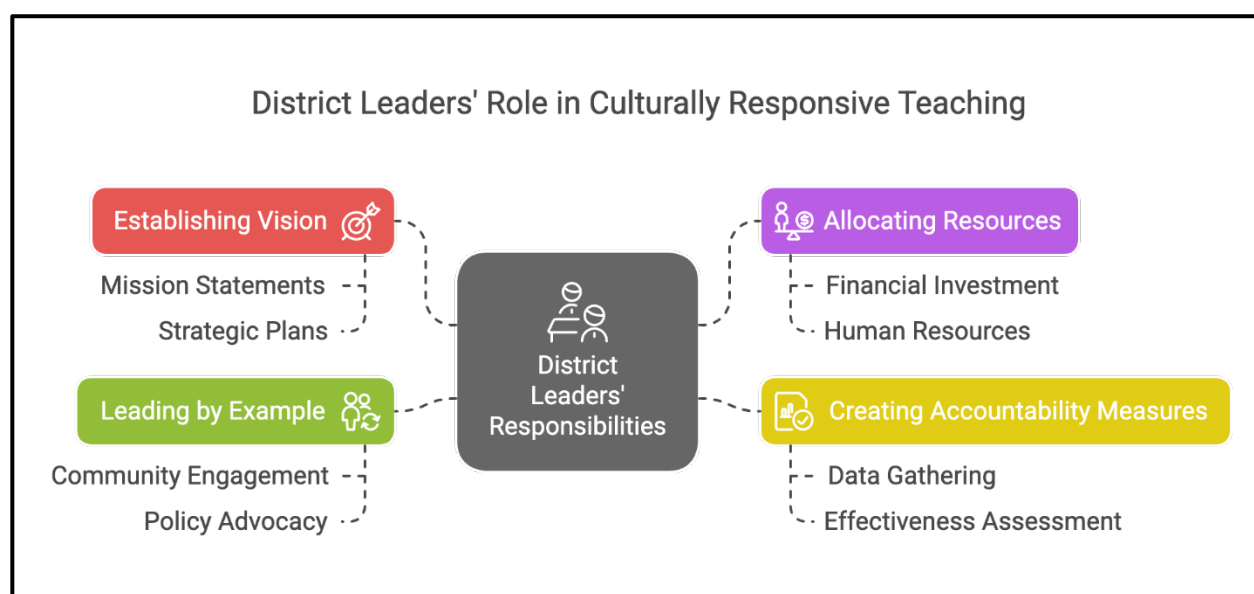 District Leaders' Role in Culturally Responsive Teaching
Establishing Vision
Mission Statements
Strategic Plans
Leading by Example
Community Engagement
Policy Advocacy
District
Leaders'
Responsibilities
Allocating Resources
Financial Investment
Human Resources
Creating Accountability Measures
Data Gathering
Effectiveness Assessment